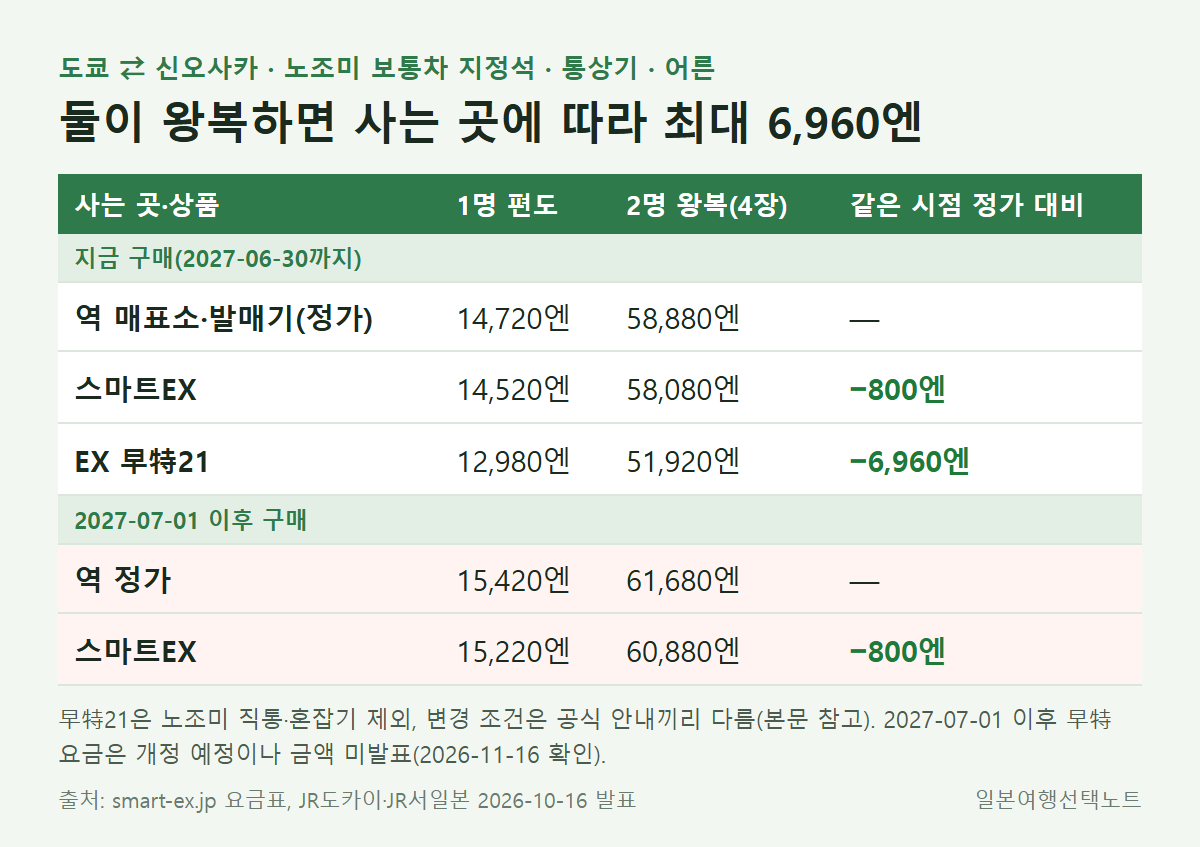 도쿄 ⇄ 신오사카 · 노조미 보통차 지정석 · 통상기 · 어른
둘이 왕복하면 사는 곳에 따라 최대 6,960엔
사는 곳·상품 1명 편도 2명 왕복(4장) 같은 시점 정가 대비
지금 구매(2027-06-30까지)
역 매표소·발매기(정가) 14,720엔 58,880엔 —
스마트EX 14,520엔 58,080엔 −800엔
EX 早特21 12,980엔 51,920엔 −6,960엔
2027-07-01 이후 구매
역 정가 15,420엔 61,680엔 —
스마트EX 15,220엔 60,880엔 −800엔
早特21은 노조미 직통·혼잡기 제외, 변경 조건은 공식 안내끼리 다름(본문 참고). 2027-07-01 이후 早特
요금은 개정 예정이나 금액 미발표(2026-11-16 확인).
출처: smart-ex.jp 요금표, JR도카이·JR서일본 2026-10-16 발표 일본여행선택노트